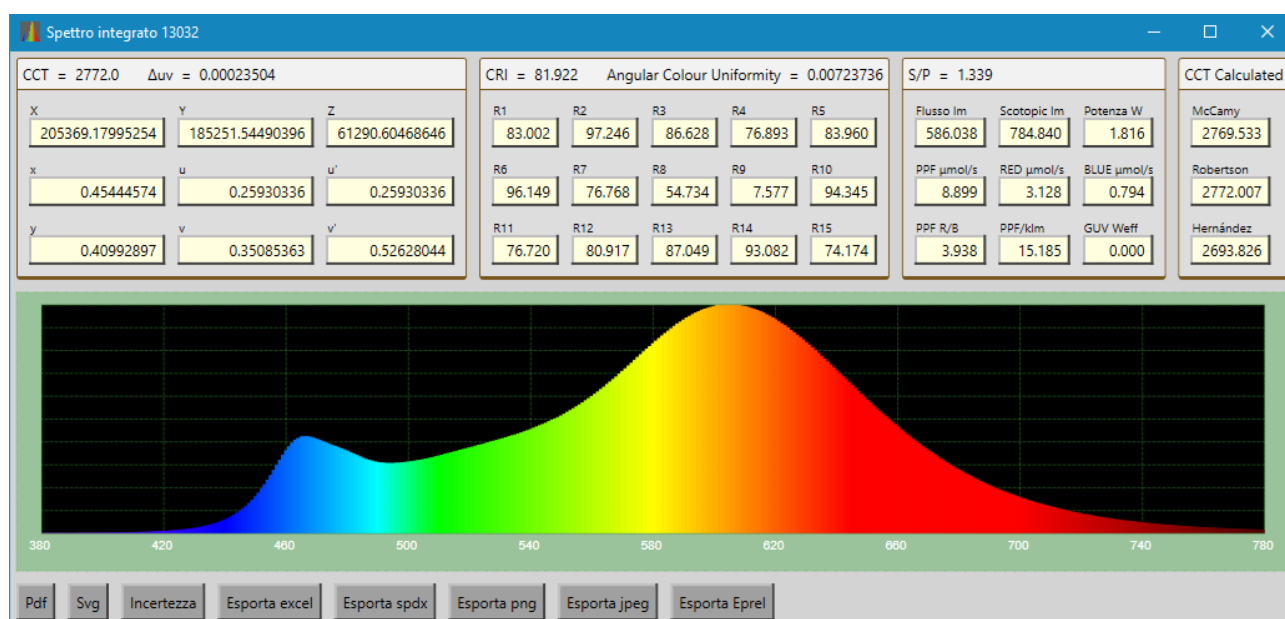 Spettro integrato 13032
CCT = 2772.0 Δuv = 0.00023504
X Y Z
205369.17995254 185251.54490396 61290.60468646
x u u'
0.45444574 0.25930336 0.25930336
y v v'
0.40992897 0.35085363 0.52628044
CRI = 81.922 Angular Colour Uniformity = 0.00723736
R1 R2 R3 R4 R5
83.002 97.246 86.628 76.893 83.960
R6 R7 R8 R9 R10
96.149 76.768 54.734 7.577 94.345
R11 R12 R13 R14 R15
76.720 80.917 87.049 93.082 74.174
S/P = 1.339
Flusso lm Scotopic lm Potenza W
586.038 784.840 1.816
PPF µmol/s RED µmol/s BLUE µmol/s
8.899 3.128 0.794
PPF R/B PPF/klm GUV Weff
3.938 15.185 0.000
CCT Calculated
McCamy
2769.533
Robertson
2772.007
Hernández
2693.826
380 420 460 500 540 580 620 660 700 740 780
Pdf Svg Incertezza Esporta excel Esporta spdx Esporta png Esporta jpeg Esporta Eprel